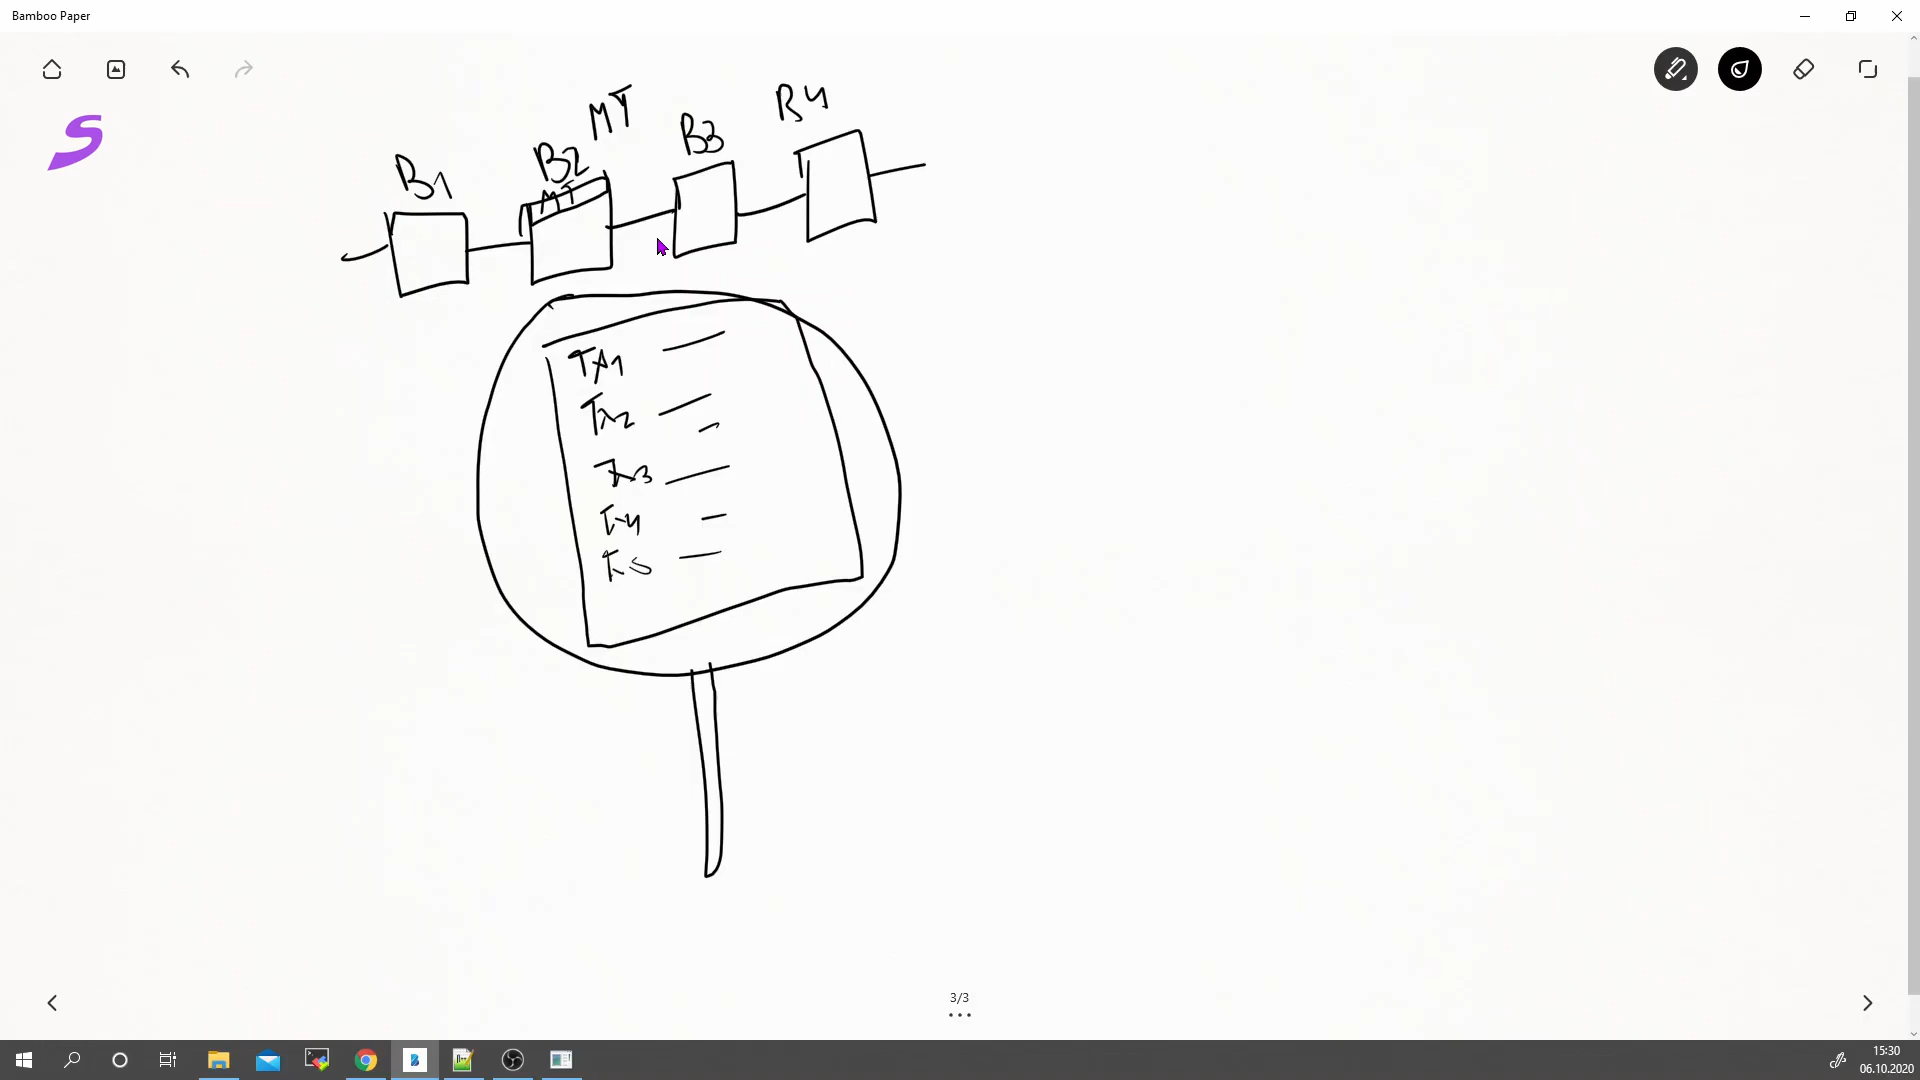 Bamboo Paper
B1
B2
MT
MT
B3
B4
TX1
TX2
TX3
TX4
TX5
3/3
15:30
06.10.2020